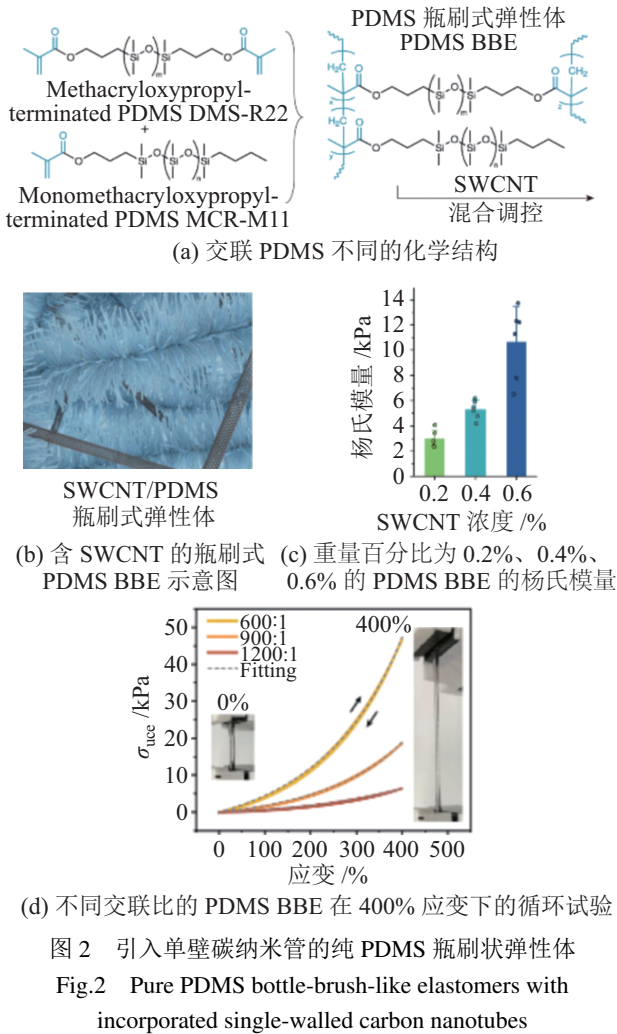 PDMS 瓶刷式弹性体
PDMS BBE
Methacryloxypropyl-
terminated PDMS DMS-R22
+
Monomethacryloxypropyl-
terminated PDMS MCR-M11
SWCNT
混合调控
(a) 交联 PDMS 不同的化学结构
SWCNT/PDMS
瓶刷式弹性体
(b) 含 SWCNT 的瓶刷式
PDMS BBE 示意图
杨氏模量 /kPa
14
12
10
8
6
4
2
0
0.2 0.4 0.6
SWCNT 浓度 /%
(c) 重量百分比为 0.2%、0.4%、
0.6% 的 PDMS BBE 的杨氏模量
σuce /kPa
50
40
30
20
10
0
600:1
900:1
1200:1
Fitting
400%
0%
0 100 200 300 400 500
应变 /%
(d) 不同交联比的 PDMS BBE 在 400% 应变下的循环试验
图 2 引入单壁碳纳米管的纯 PDMS 瓶刷状弹性体
Fig.2 Pure PDMS bottle-brush-like elastomers with
incorporated single-walled carbon nanotubes